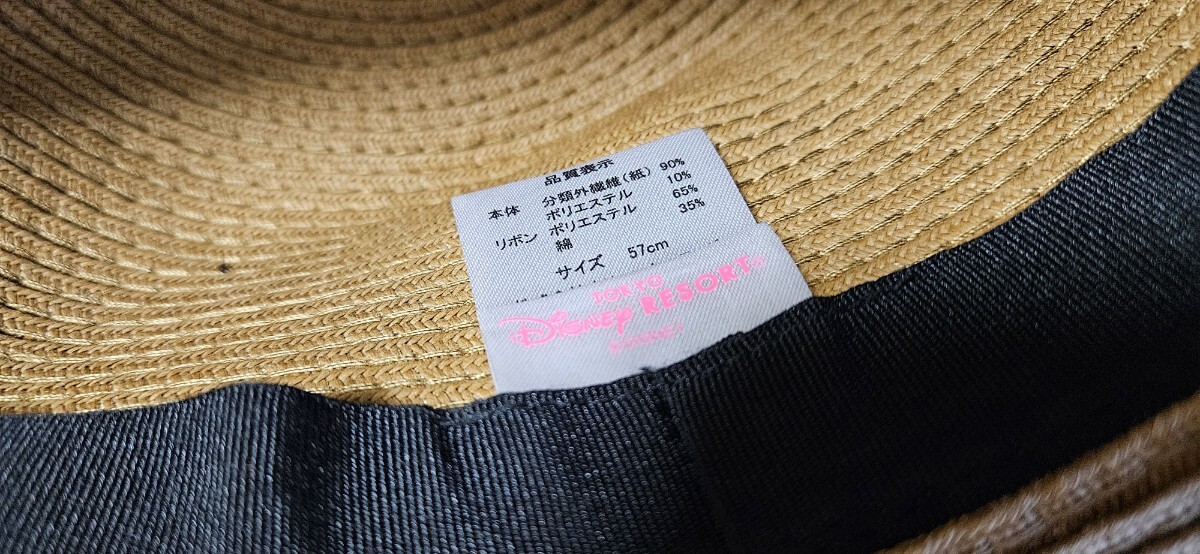 品質表示
本体 分類外繊維(紙) 90%
ポリエステル 10%
リボン ポリエステル 65%
綿 35%
サイズ 57cm
TOKYO
Disney RESORT®
©DISNEY